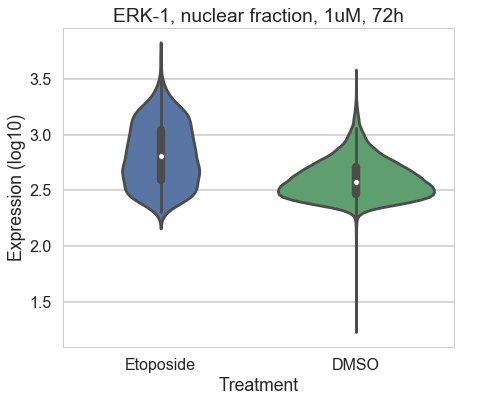 ERK-1, nuclear fraction, 1uM, 72h
Expression (log10)
3.5
3.0
2.5
2.0
1.5
Etoposide
DMSO
Treatment